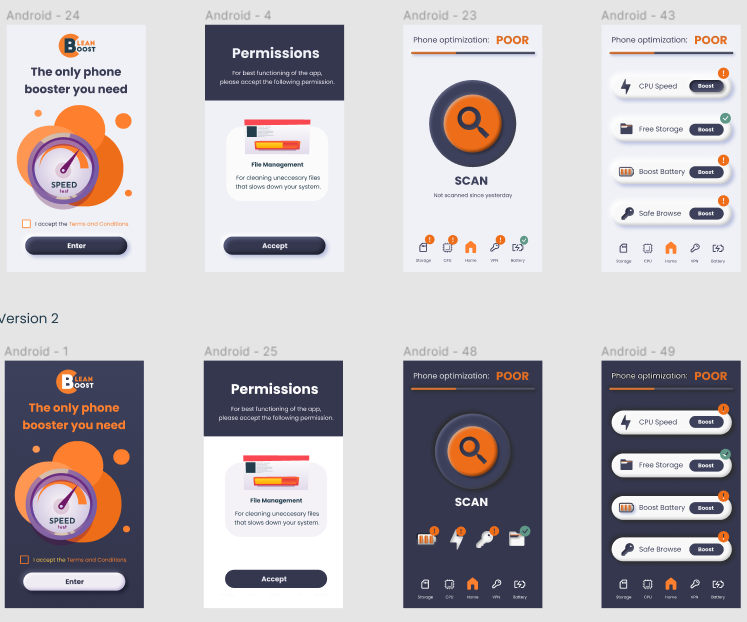 Android - 24
LEAN
BOOST
The only phone
booster you need
SPEED
test
I accept the Terms and Conditions
Enter
Android - 4
Permissions
For best functioning of the app,
please accept the following permission.
File Management
For cleaning uneccesary files
that slows down your system.
Accept
Android - 23
Phone optimization: POOR
SCAN
Not scanned since yesterday
Storage CPU Home VPN Battery
Android - 43
Phone optimization: POOR
CPU Speed Boost
Free Storage Boost
Boost Battery Boost
Safe Browse Boost
Storage CPU Home VPN Battery
Version 2
Android - 1
LEAN
BOOST
The only phone
booster you need
SPEED
test
I accept the Terms and Conditions
Enter
Android - 25
Permissions
For best functioning of the app,
please accept the following permission.
File Management
For cleaning uneccesary files
that slows down your system.
Accept
Android - 48
Phone optimization: POOR
SCAN
Storage CPU Home VPN Battery
Android - 49
Phone optimization: POOR
CPU Speed Boost
Free Storage Boost
Boost Battery Boost
Safe Browse Boost
Storage CPU Home VPN Battery